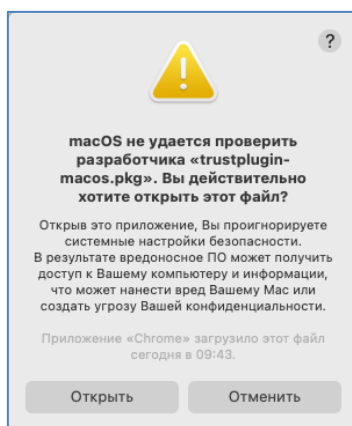 ?
macOS не удается проверить
разработчика «trustplugin-
macos.pkg». Вы действительно
хотите открыть этот файл?
Открыв это приложение, Вы проигнорируете
системные настройки безопасности.
В результате вредоносное ПО может получить
доступ к Вашему компьютеру и информации,
что может нанести вред Вашему Mac или
создать угрозу Вашей конфиденциальности.
Приложение «Chrome» загрузило этот файл
сегодня в 09:43.
Открыть Отменить